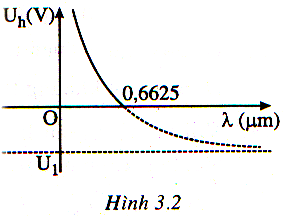 Uₕ(V)
0,6625
O
λ (μm)
U₁
Hình 3.2